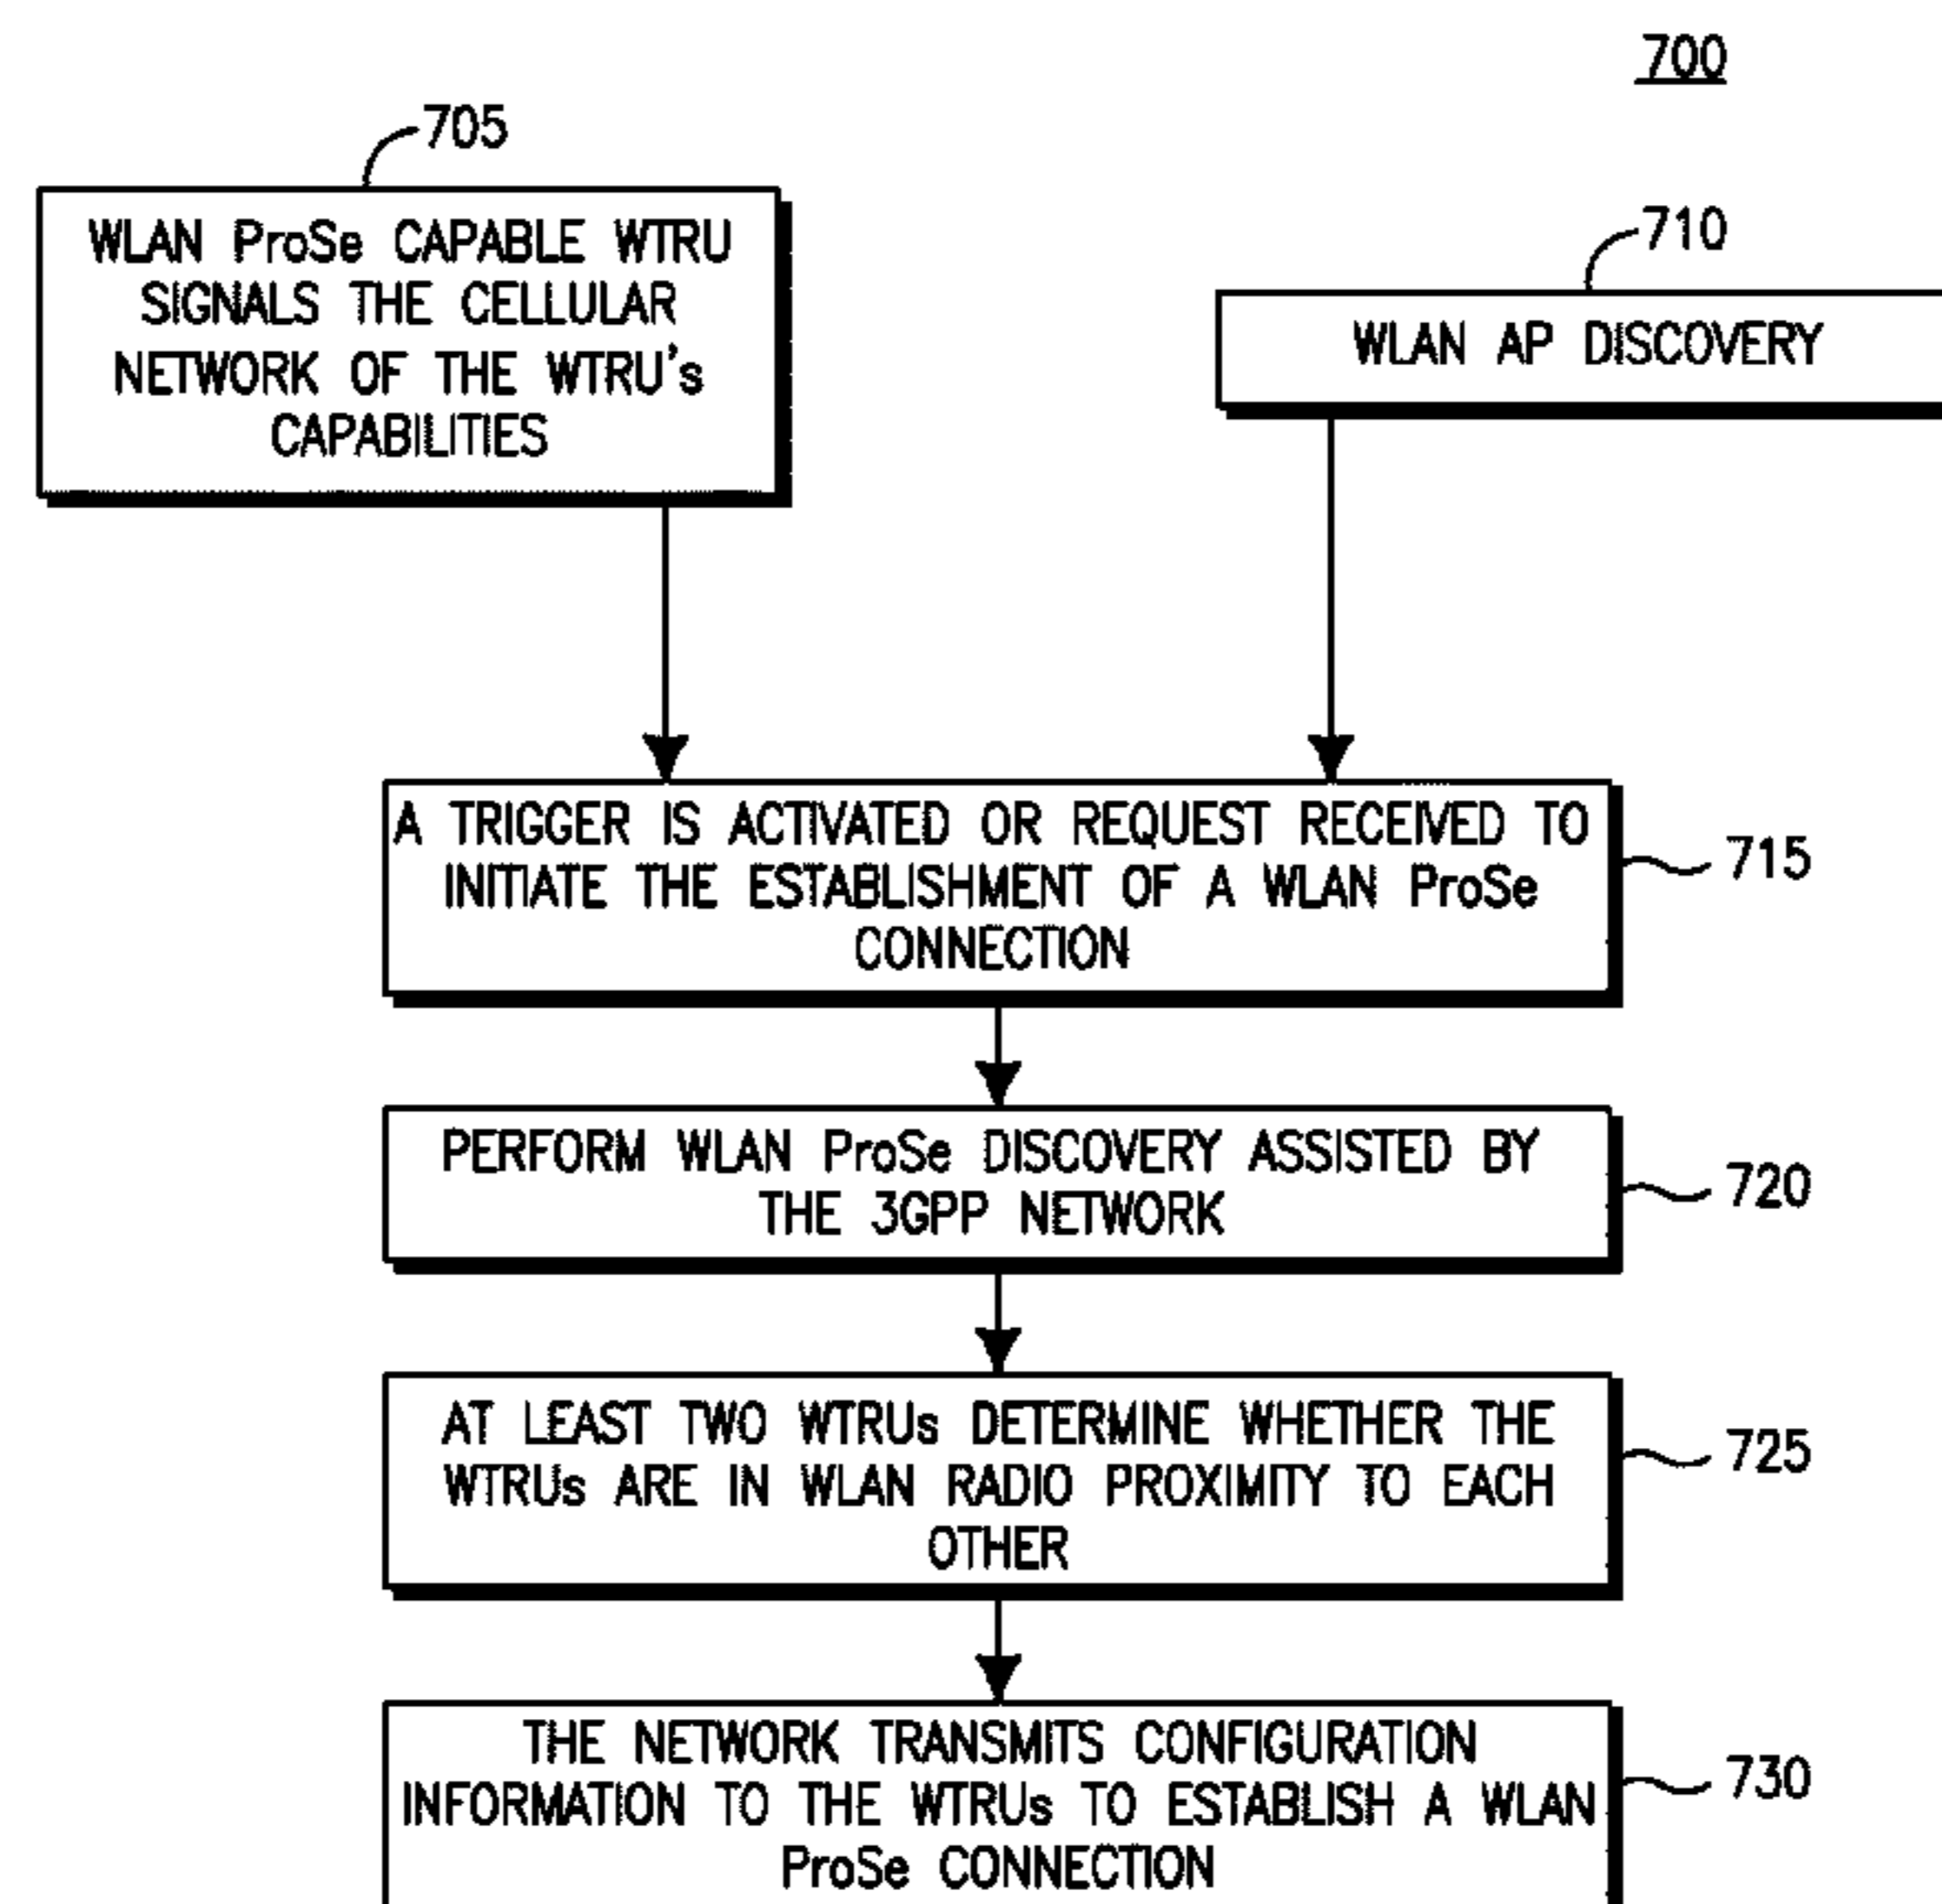 700
705
WLAN ProSe CAPABLE WTRU
SIGNALS THE CELLULAR
NETWORK OF THE WTRU's
CAPABILITIES
710
WLAN AP DISCOVERY
A TRIGGER IS ACTIVATED OR REQUEST RECEIVED TO
INITIATE THE ESTABLISHMENT OF A WLAN ProSe
CONNECTION
715
PERFORM WLAN ProSe DISCOVERY ASSISTED BY
THE 3GPP NETWORK
720
AT LEAST TWO WTRUs DETERMINE WHETHER THE
WTRUs ARE IN WLAN RADIO PROXIMITY TO EACH
OTHER
725
THE NETWORK TRANSMITS CONFIGURATION
INFORMATION TO THE WTRUs TO ESTABLISH A WLAN
ProSe CONNECTION
730